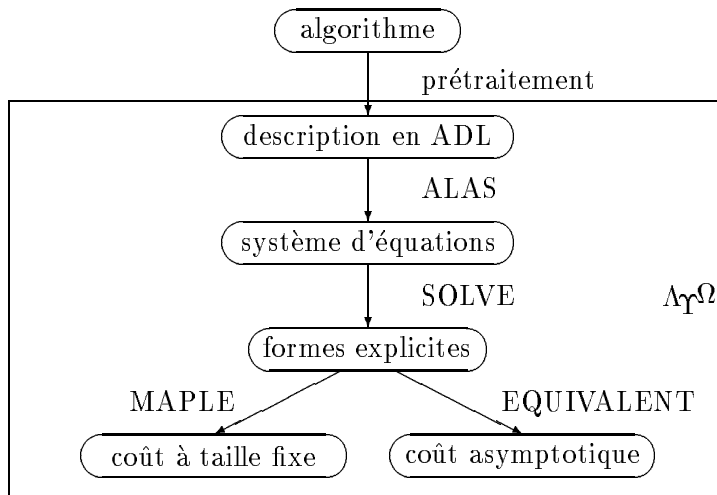 algorithme
prétraitement
description en ADL
ALAS
système d'équations
SOLVE
ΛΥΩ
formes explicites
MAPLE
EQUIVALENT
coût à taille fixe
coût asymptotique